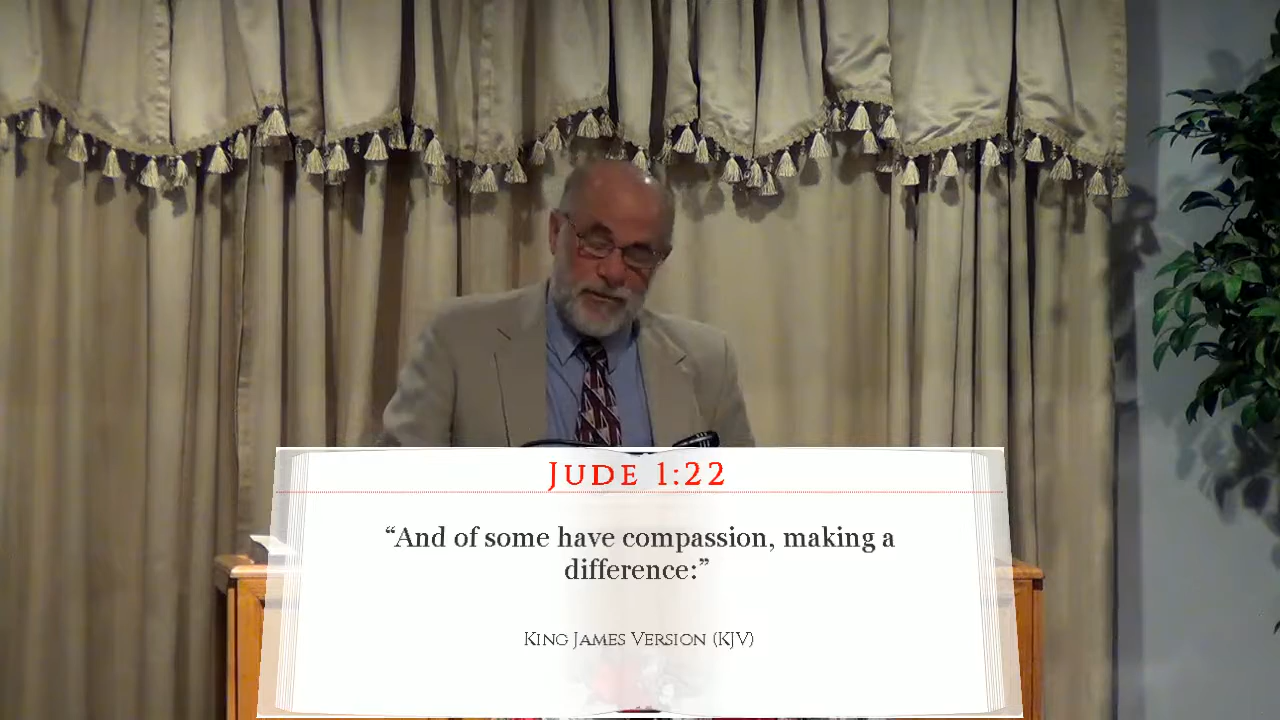 Jude 1:22
“And of some have compassion, making a
difference:”
King James Version (KJV)